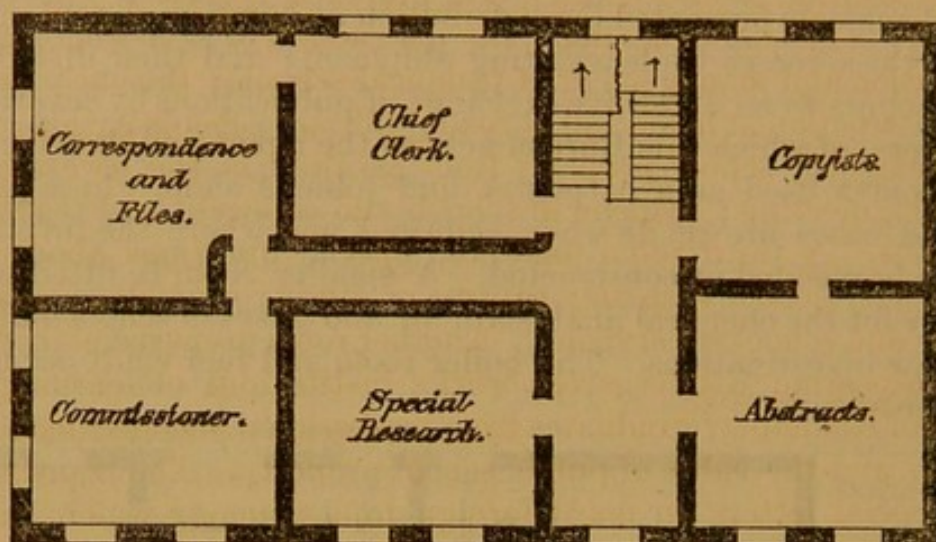 Correspondence
and
Files.
Chief
Clerk.
Copyists.
Commissioner.
Special
Research.
Abstracts.